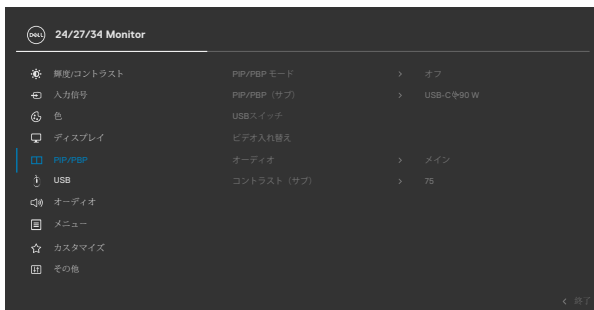 DELL 24/27/34 Monitor
輝度/コントラスト PIP/PBP モード オフ
入力信号 PIP/PBP（サブ） USB-C 90 W
色 USBスイッチ
ディスプレイ ビデオ入れ替え
PIP/PBP オーディオ メイン
USB コントラスト（サブ） 75
オーディオ
メニュー
カスタマイズ
その他
終了